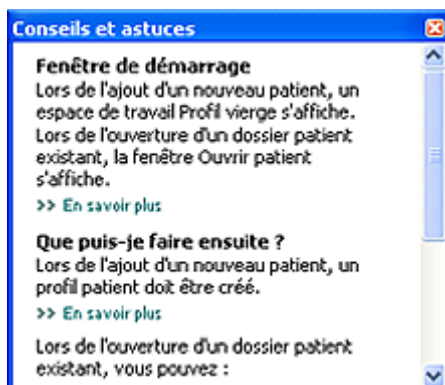 Conseils et astuces
Fenêtre de démarrage
Lors de l'ajout d'un nouveau patient, un
espace de travail Profil vierge s'affiche.
Lors de l'ouverture d'un dossier patient
existant, la fenêtre Ouvrir patient
s'affiche.
>> En savoir plus
Que puis-je faire ensuite ?
Lors de l'ajout d'un nouveau patient, un
profil patient doit être créé.
>> En savoir plus
Lors de l'ouverture d'un dossier patient
existant, vous pouvez :